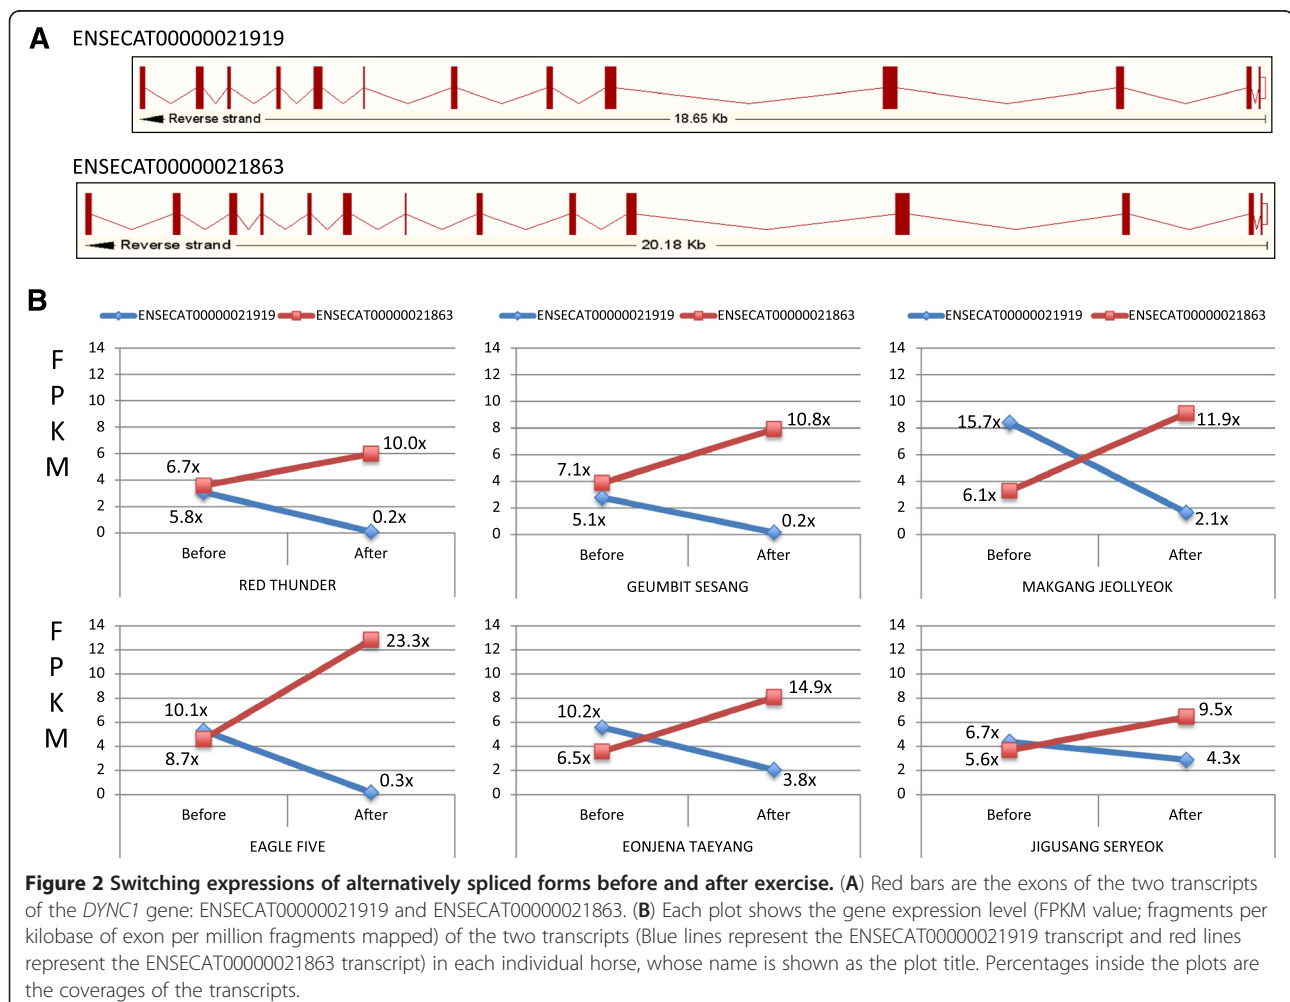 A ENSECAT00000021919
Reverse strand 18.65 Kb
ENSECAT00000021863
Reverse strand 20.18 Kb
B
ENSECAT00000021919 ENSECAT00000021863 ENSECAT00000021919 ENSECAT00000021863 ENSECAT00000021919 ENSECAT00000021863
F
P
K
M
14
12
10
8
6
4
2
0
6.7x
5.8x
10.0x
0.2x
Before After
RED THUNDER
14
12
10
8
6
4
2
0
7.1x
5.1x
10.8x
0.2x
Before After
GEUMBIT SESANG
14
12
10
8
6
4
2
0
15.7x
6.1x
11.9x
2.1x
Before After
MAKGANG JEOLLYEOK
F
P
K
M
14
12
10
8
6
4
2
0
10.1x
8.7x
23.3x
0.3x
Before After
EAGLE FIVE
14
12
10
8
6
4
2
0
10.2x
6.5x
14.9x
3.8x
Before After
EONJENA TAEYANG
14
12
10
8
6
4
2
0
6.7x
5.6x
9.5x
4.3x
Before After
JIGUSANG SERYEOK
Figure 2 Switching expressions of alternatively spliced forms before and after exercise. (A) Red bars are the exons of the two transcripts
of the DYNC1 gene: ENSECAT00000021919 and ENSECAT00000021863. (B) Each plot shows the gene expression level (FPKM value; fragments per
kilobase of exon per million fragments mapped) of the two transcripts (Blue lines represent the ENSECAT00000021919 transcript and red lines
represent the ENSECAT00000021863 transcript) in each individual horse, whose name is shown as the plot title. Percentages inside the plots are
the coverages of the transcripts.